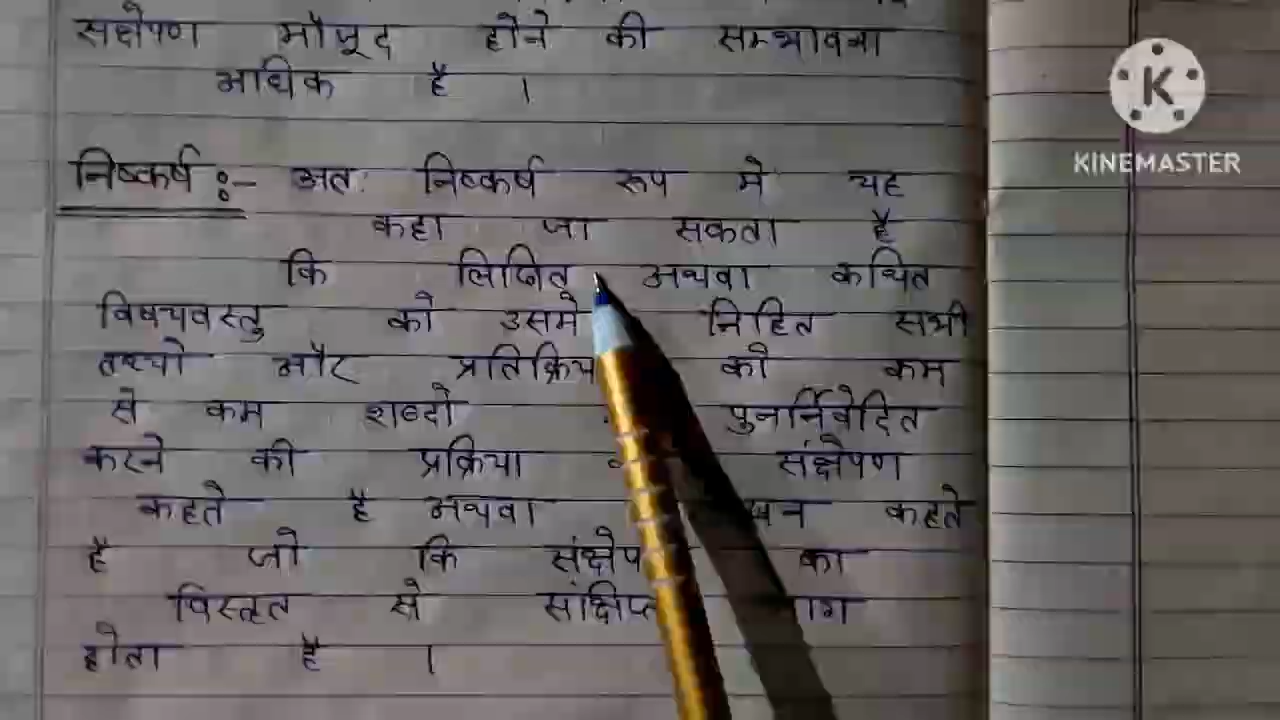 सक्षेपण मौजूद होने की सम्भावना
अधिक है ।
निष्कर्ष :- अतः निष्कर्ष रूप मे यह
कहा जा सकता है
कि लिखित अथवा कथित
विषयवस्तु को उसमे निहित सभी
तथ्यो और को कम
से कम शब्दो पुनर्निवेदित
करने की प्रक्रिया संक्षेपण
कहते है अथवा कहते
है जो कि का
विस्तृत से
होता है ।
K
KINEMASTER